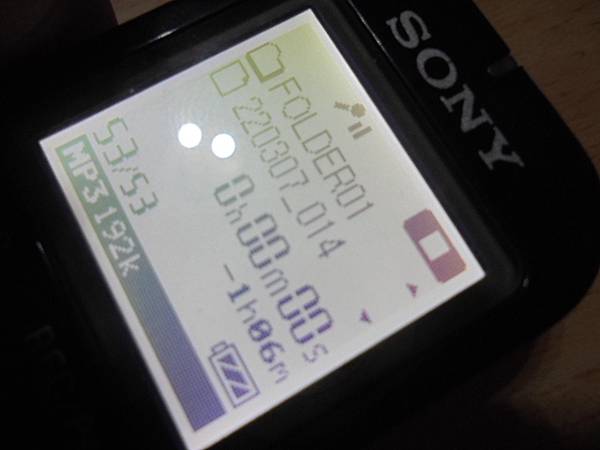 SONY
FOLDER01
220307_014
0h00m00s
-1h06m
53/53
MP3 192k